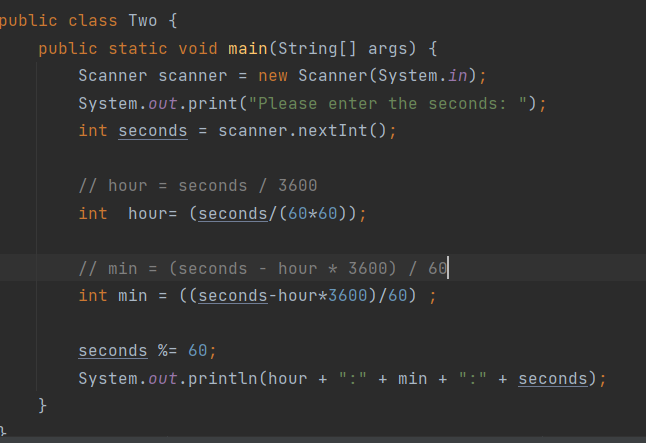 public class Two {
    public static void main(String[] args) {
        Scanner scanner = new Scanner(System.in);
        System.out.print("Please enter the seconds: ");
        int seconds = scanner.nextInt();

        // hour = seconds / 3600
        int  hour= (seconds/(60*60));

        // min = (seconds - hour * 3600) / 60
        int min = ((seconds-hour*3600)/60) ;

        seconds %= 60;
        System.out.println(hour + ":" + min + ":" + seconds);
    }
}